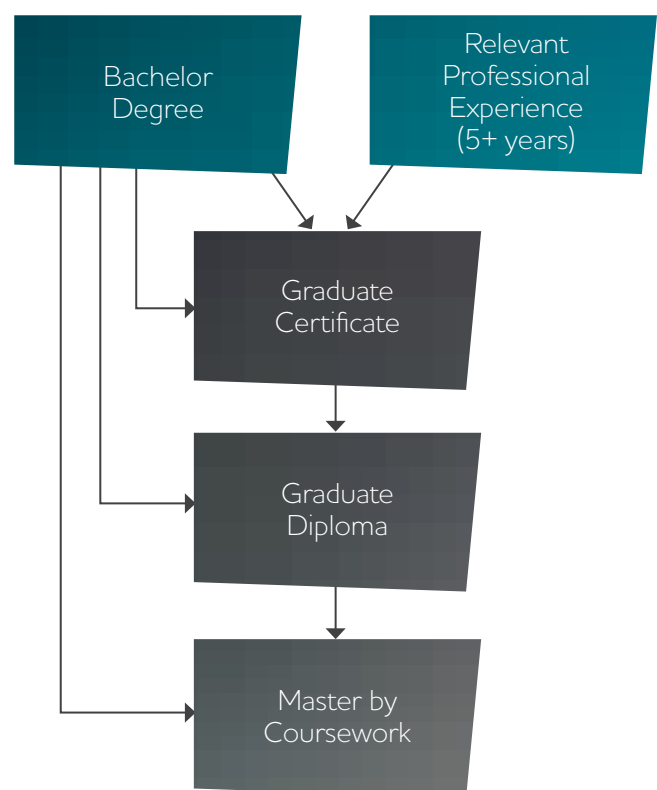 Bachelor
Degree
Relevant
Professional
Experience
(5+ years)
Graduate
Certificate
Graduate
Diploma
Master by
Coursework